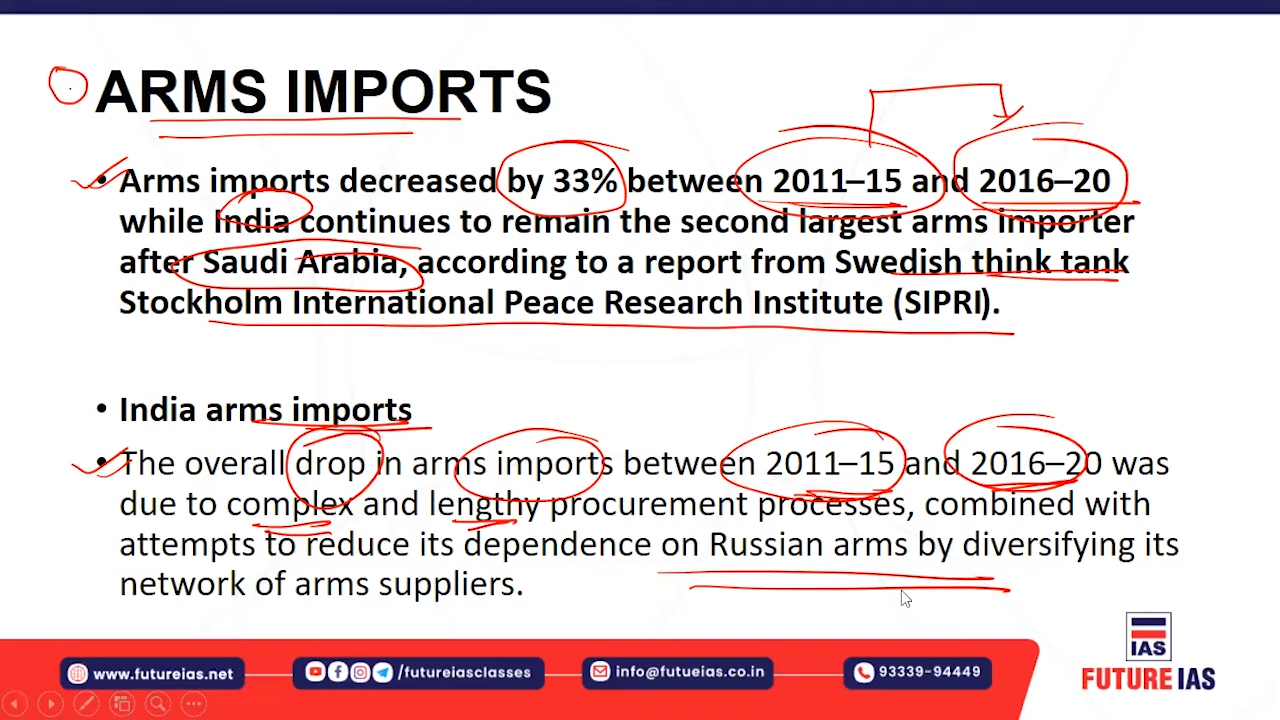 ARMS IMPORTS
• Arms imports decreased by 33% between 2011–15 and 2016–20
while India continues to remain the second largest arms importer
after Saudi Arabia, according to a report from Swedish think tank
Stockholm International Peace Research Institute (SIPRI).
• India arms imports
• The overall drop in arms imports between 2011–15 and 2016–20 was
due to complex and lengthy procurement processes, combined with
attempts to reduce its dependence on Russian arms by diversifying its
network of arms suppliers.
www.futureias.net
/futureiasclasses
info@futueias.co.in
93339-94449
IAS
FUTURE IAS